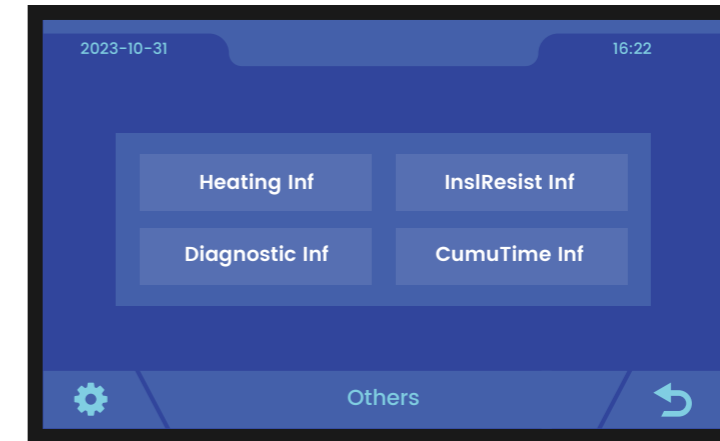 2023-10-31 16:22
Heating Inf InslResist Inf
Diagnostic Inf CumuTime Inf
Others